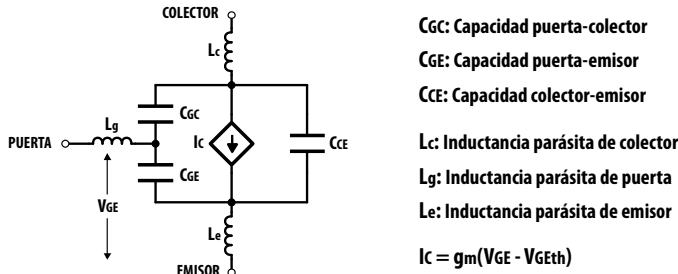 COLECTOR
Lc
CGC
Lg
PUERTA
Ic
CCE
CGE
VGE
Le
EMISOR
CGC: Capacidad puerta-colector
CGE: Capacidad puerta-emisor
CCE: Capacidad colector-emisor
Lc: Inductancia parásita de colector
Lg: Inductancia parásita de puerta
Le: Inductancia parásita de emisor
Ic = gm(VGE - VGEth)